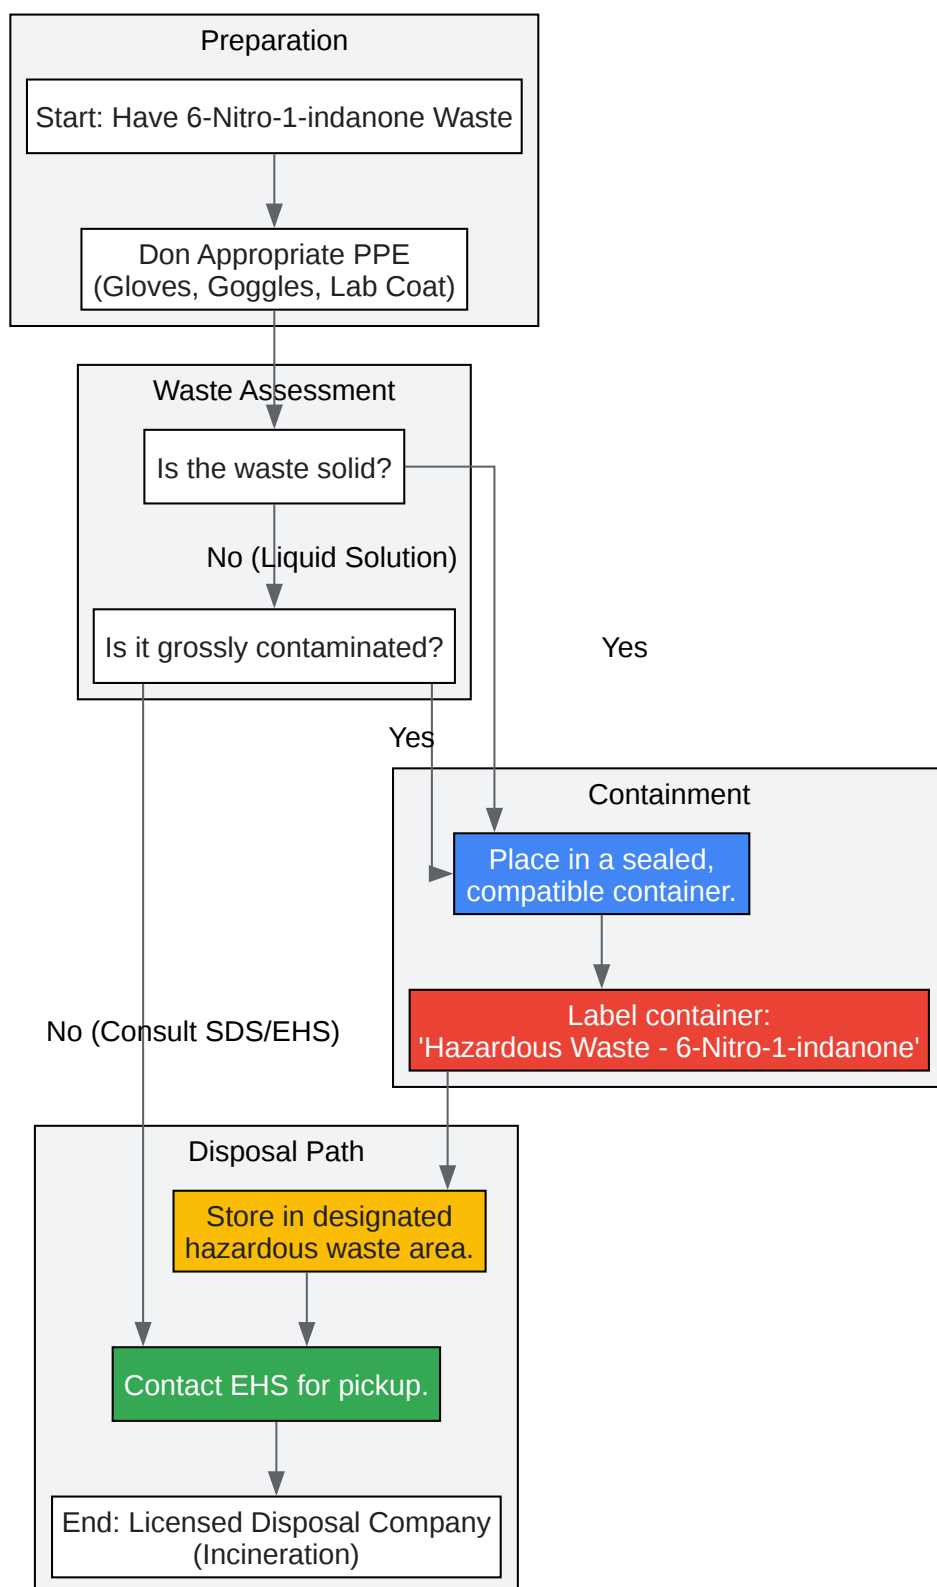 Preparation
Start: Have 6-Nitro-1-indanone Waste
Don Appropriate PPE
(Gloves, Goggles, Lab Coat)
Waste Assessment
Is the waste solid?
No (Liquid Solution)
Is it grossly contaminated?
Yes
Yes
Containment
Place in a sealed,
compatible container.
Label container:
'Hazardous Waste - 6-Nitro-1-indanone'
No (Consult SDS/EHS)
Disposal Path
Store in designated
hazardous waste area.
Contact EHS for pickup.
End: Licensed Disposal Company
(Incineration)